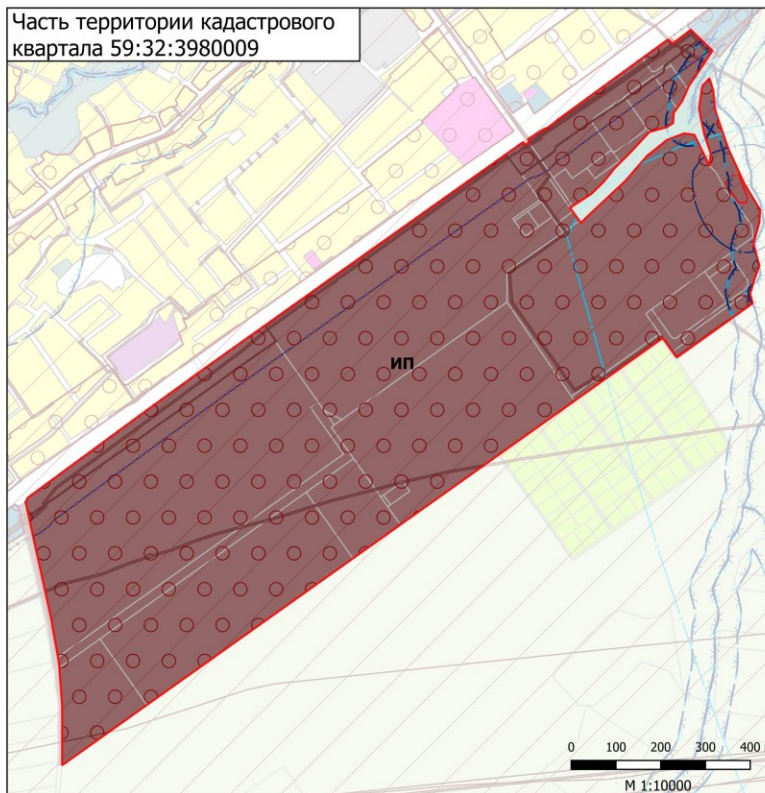 Часть территории кадастрового
квартала 59:32:3980009
ИП
0 100 200 300 400
М 1:10000